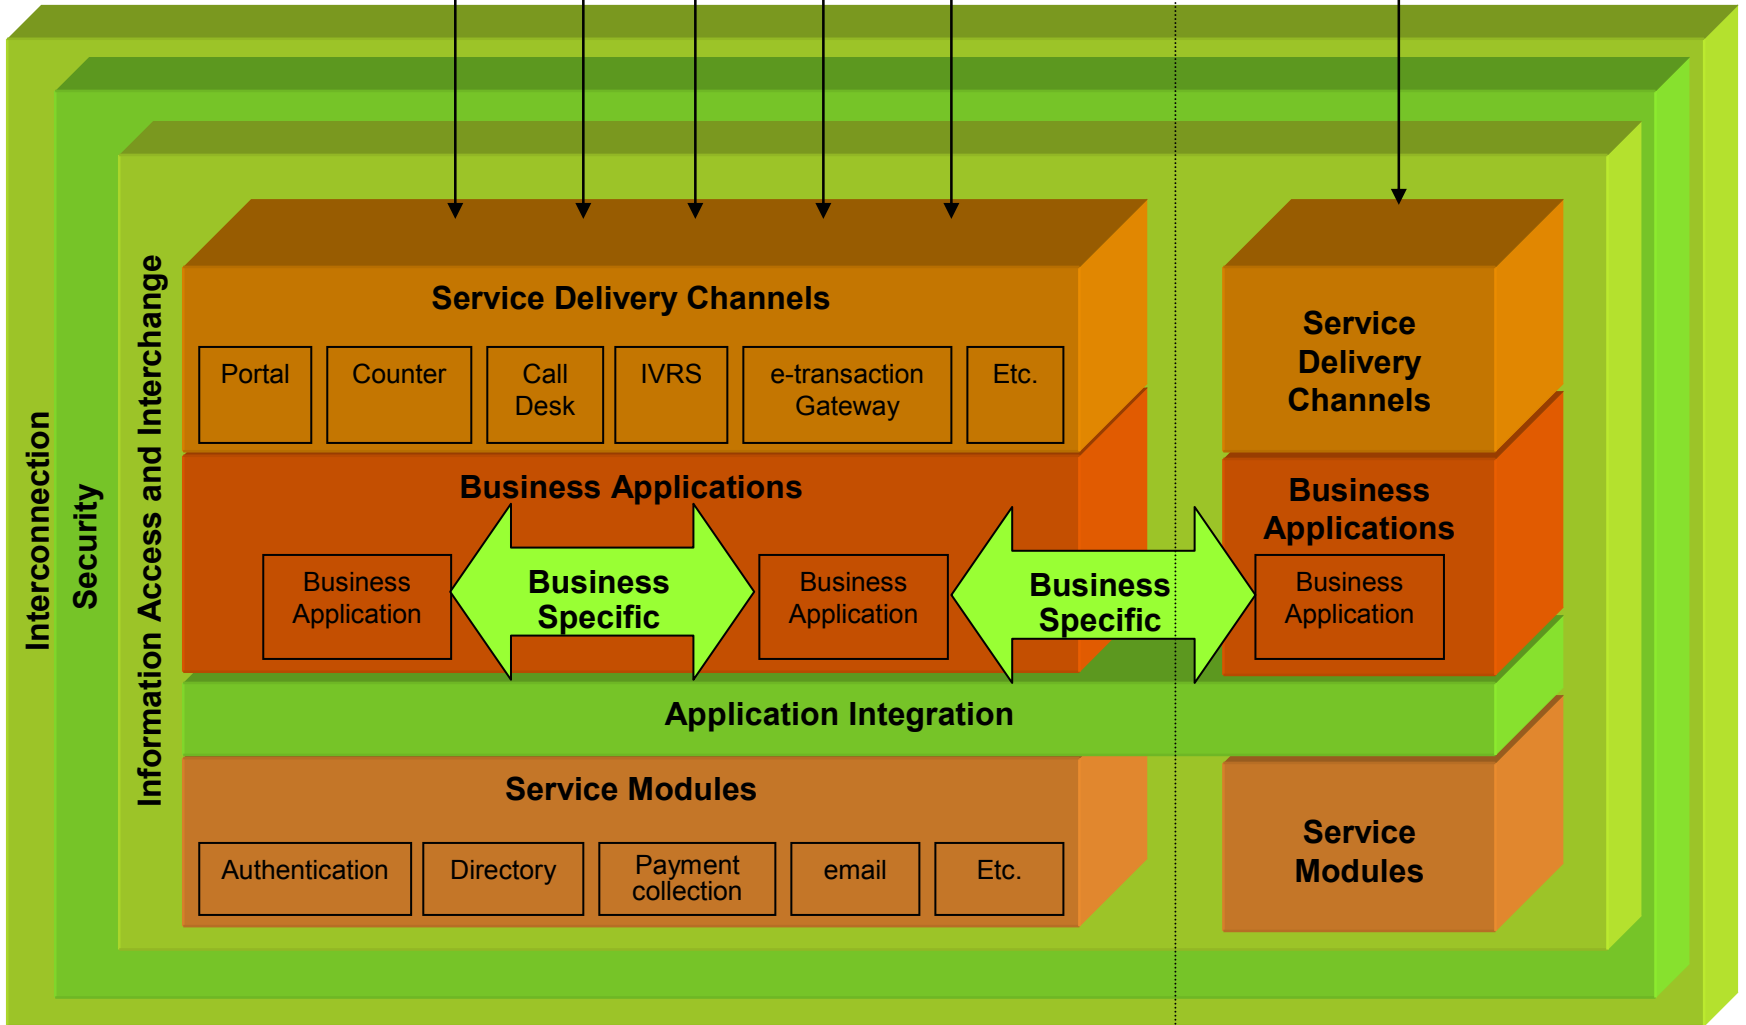 Interconnection
Security
Information Access and Interchange
Service Delivery Channels
Portal
Counter
Call
Desk
IVRS
e-transaction
Gateway
Etc.
Business Applications
Business
Application
Business
Specific
Business
Application
Business
Specific
Application Integration
Service Modules
Authentication
Directory
Payment
collection
email
Etc.
Service
Delivery
Channels
Business
Applications
Business
Application
Service
Modules